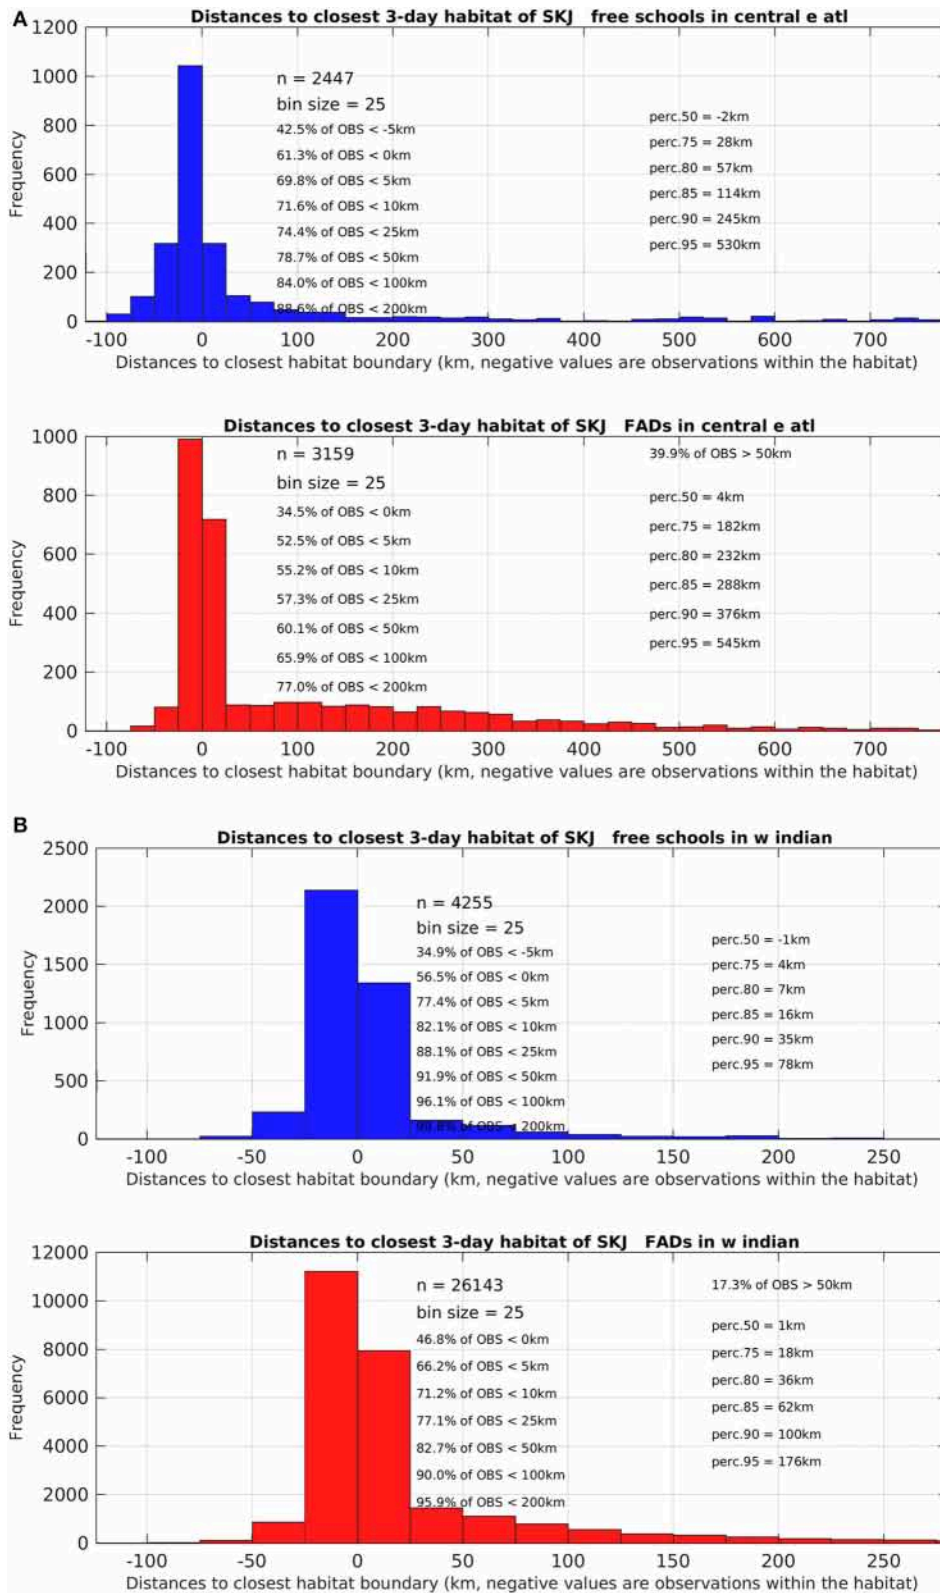 A
Distances to closest 3-day habitat of SKJ free schools in central e atl
1200
1000
800
600
400
200
0
Frequency
n = 2447
bin size = 25
42.5% of OBS < -5km
61.3% of OBS < 0km
69.8% of OBS < 5km
71.6% of OBS < 10km
74.4% of OBS < 25km
78.7% of OBS < 50km
84.0% of OBS < 100km
88.6% of OBS < 200km
perc.50 = -2km
perc.75 = 28km
perc.80 = 57km
perc.85 = 114km
perc.90 = 245km
perc.95 = 530km
-100 0 100 200 300 400 500 600 700
Distances to closest habitat boundary (km, negative values are observations within the habitat)
Distances to closest 3-day habitat of SKJ FADs in central e atl
1000
800
600
400
200
0
Frequency
n = 3159
bin size = 25
34.5% of OBS < 0km
52.5% of OBS < 5km
55.2% of OBS < 10km
57.3% of OBS < 25km
60.1% of OBS < 50km
65.9% of OBS < 100km
77.0% of OBS < 200km
39.9% of OBS > 50km
perc.50 = 4km
perc.75 = 182km
perc.80 = 232km
perc.85 = 288km
perc.90 = 376km
perc.95 = 545km
-100 0 100 200 300 400 500 600 700
Distances to closest habitat boundary (km, negative values are observations within the habitat)
B
Distances to closest 3-day habitat of SKJ free schools in w indian
2500
2000
1500
1000
500
0
Frequency
n = 4255
bin size = 25
34.9% of OBS < -5km
56.5% of OBS < 0km
77.4% of OBS < 5km
82.1% of OBS < 10km
88.1% of OBS < 25km
91.9% of OBS < 50km
96.1% of OBS < 100km
of OBS < 200km
perc.50 = -1km
perc.75 = 4km
perc.80 = 7km
perc.85 = 16km
perc.90 = 35km
perc.95 = 78km
-100 -50 0 50 100 150 200 250
Distances to closest habitat boundary (km, negative values are observations within the habitat)
Distances to closest 3-day habitat of SKJ FADs in w indian
12000
10000
8000
6000
4000
2000
0
Frequency
n = 26143
bin size = 25
46.8% of OBS < 0km
66.2% of OBS < 5km
71.2% of OBS < 10km
77.1% of OBS < 25km
82.7% of OBS < 50km
90.0% of OBS < 100km
95.9% of OBS < 200km
17.3% of OBS > 50km
perc.50 = 1km
perc.75 = 18km
perc.80 = 36km
perc.85 = 62km
perc.90 = 100km
perc.95 = 176km
-100 -50 0 50 100 150 200 250
Distances to closest habitat boundary (km, negative values are observations within the habitat)